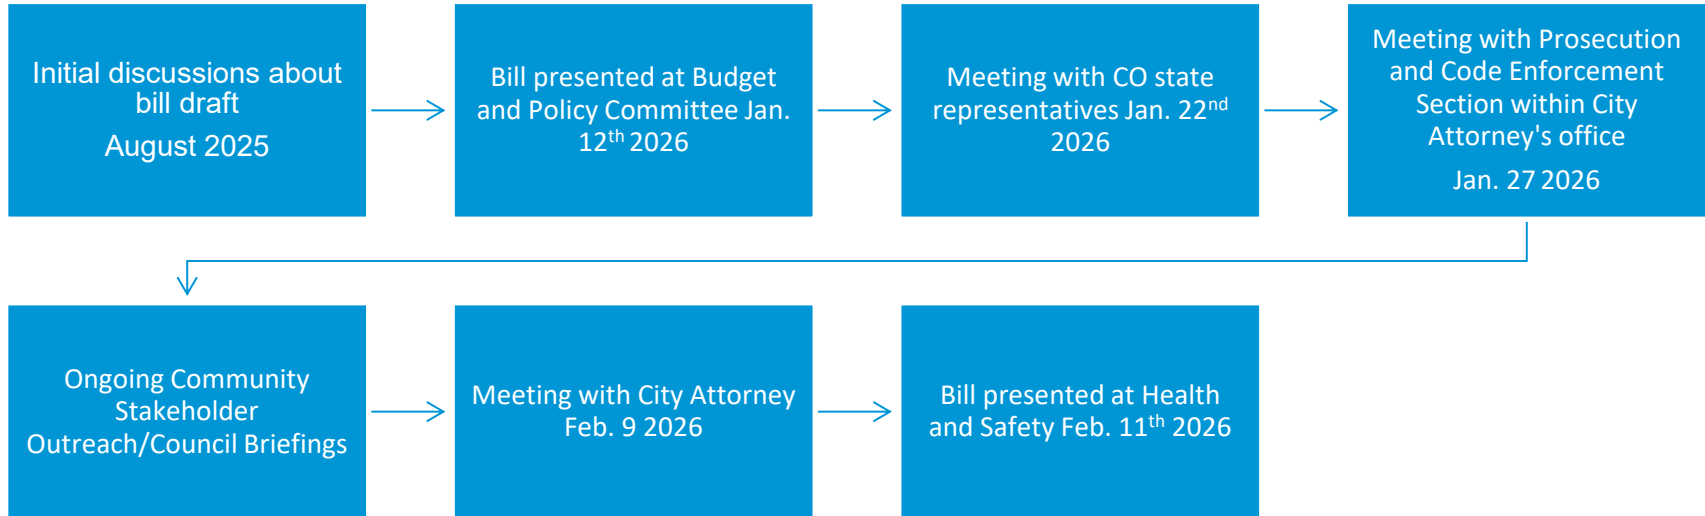 Initial discussions about
bill draft
August 2025
Bill presented at Budget
and Policy Committee Jan.
12th 2026
Meeting with CO state
representatives Jan. 22nd
2026
Meeting with Prosecution
and Code Enforcement
Section within City
Attorney's office
Jan. 27 2026
Ongoing Community
Stakeholder
Outreach/Council Briefings
Meeting with City Attorney
Feb. 9 2026
Bill presented at Health
and Safety Feb. 11th 2026